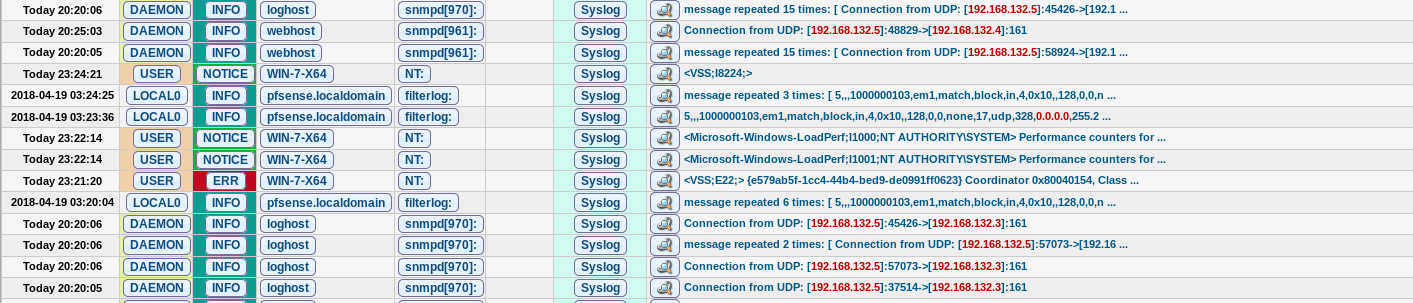 Today 20:20:06 DAEMON INFO loghost snmpd[970]: Syslog message repeated 15 times: [ Connection from UDP: [192.168.132.5]:45426->[192.1 ...
Today 20:25:03 DAEMON INFO webhost snmpd[961]: Syslog Connection from UDP: [192.168.132.5]:48829->[192.168.132.4]:161
Today 20:20:05 DAEMON INFO webhost snmpd[961]: Syslog message repeated 15 times: [ Connection from UDP: [192.168.132.5]:58924->[192.1 ...
Today 23:24:21 USER NOTICE WIN-7-X64 NT: Syslog <VSS;I8224;>
2018-04-19 03:24:25 LOCAL0 INFO pfsense.localdomain filterlog: Syslog message repeated 3 times: [ 5,,,1000000103,em1,match,block,in,4,0x10,,128,0,0,n ...
2018-04-19 03:23:36 LOCAL0 INFO pfsense.localdomain filterlog: Syslog 5,,,1000000103,em1,match,block,in,4,0x10,,128,0,0,none,17,udp,328,0.0.0.0,255.2 ...
Today 23:22:14 USER NOTICE WIN-7-X64 NT: Syslog <Microsoft-Windows-LoadPerf;I1000;NT AUTHORITY\SYSTEM> Performance counters for ...
Today 23:22:14 USER NOTICE WIN-7-X64 NT: Syslog <Microsoft-Windows-LoadPerf;I1001;NT AUTHORITY\SYSTEM> Performance counters for ...
Today 23:21:20 USER ERR WIN-7-X64 NT: Syslog <VSS;E22;> {e579ab5f-1cc4-44b4-bed9-de0991ff0623} Coordinator 0x80040154, Class ...
2018-04-19 03:20:04 LOCAL0 INFO pfsense.localdomain filterlog: Syslog message repeated 6 times: [ 5,,,1000000103,em1,match,block,in,4,0x10,,128,0,0,n ...
Today 20:20:06 DAEMON INFO loghost snmpd[970]: Syslog Connection from UDP: [192.168.132.5]:45426->[192.168.132.3]:161
Today 20:20:06 DAEMON INFO loghost snmpd[970]: Syslog message repeated 2 times: [ Connection from UDP: [192.168.132.5]:57073->[192.16 ...
Today 20:20:06 DAEMON INFO loghost snmpd[970]: Syslog Connection from UDP: [192.168.132.5]:57073->[192.168.132.3]:161
Today 20:20:05 DAEMON INFO loghost snmpd[970]: Syslog Connection from UDP: [192.168.132.5]:37514->[192.168.132.3]:161